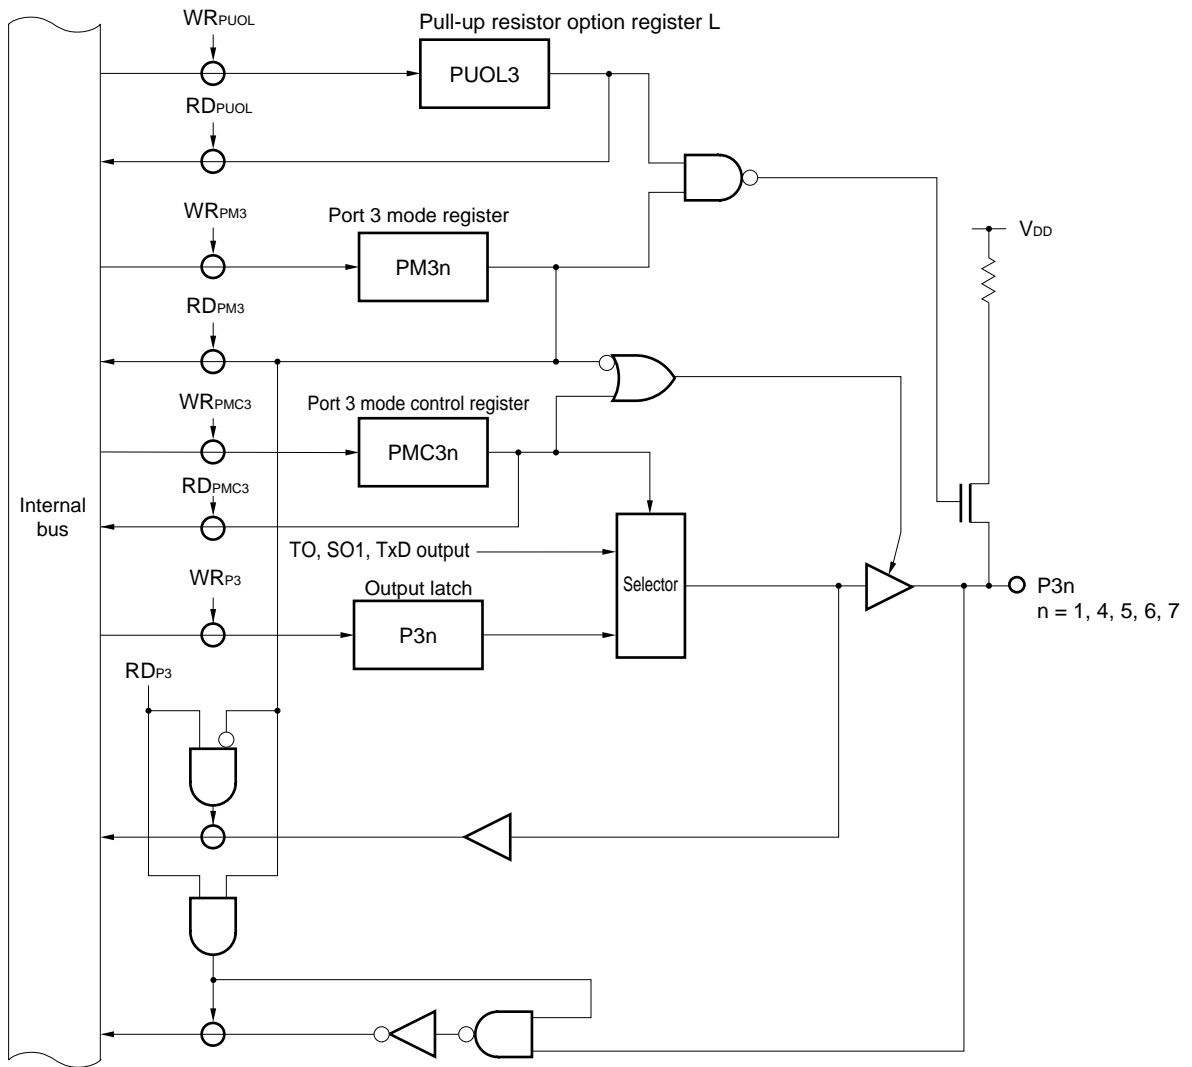 WRPUOL
Pull-up resistor option register L
PUOL3
RDPUOL
WRPM3
Port 3 mode register
PM3n
VDD
RDPM3
WRPMC3
Port 3 mode control register
PMC3n
RDPMC3
Internal
bus
TO, SO1, TxD output
WRP3
Output latch
Selector
P3n
n = 1, 4, 5, 6, 7
P3n
RDP3